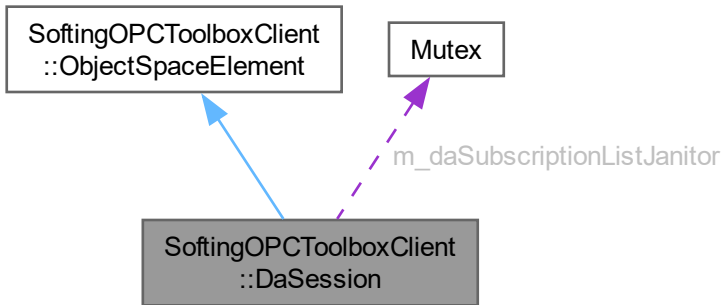 SoftingOPCToolboxClient
::ObjectSpaceElement
Mutex
m_daSubscriptionListJanitor
SoftingOPCToolboxClient
::DaSession